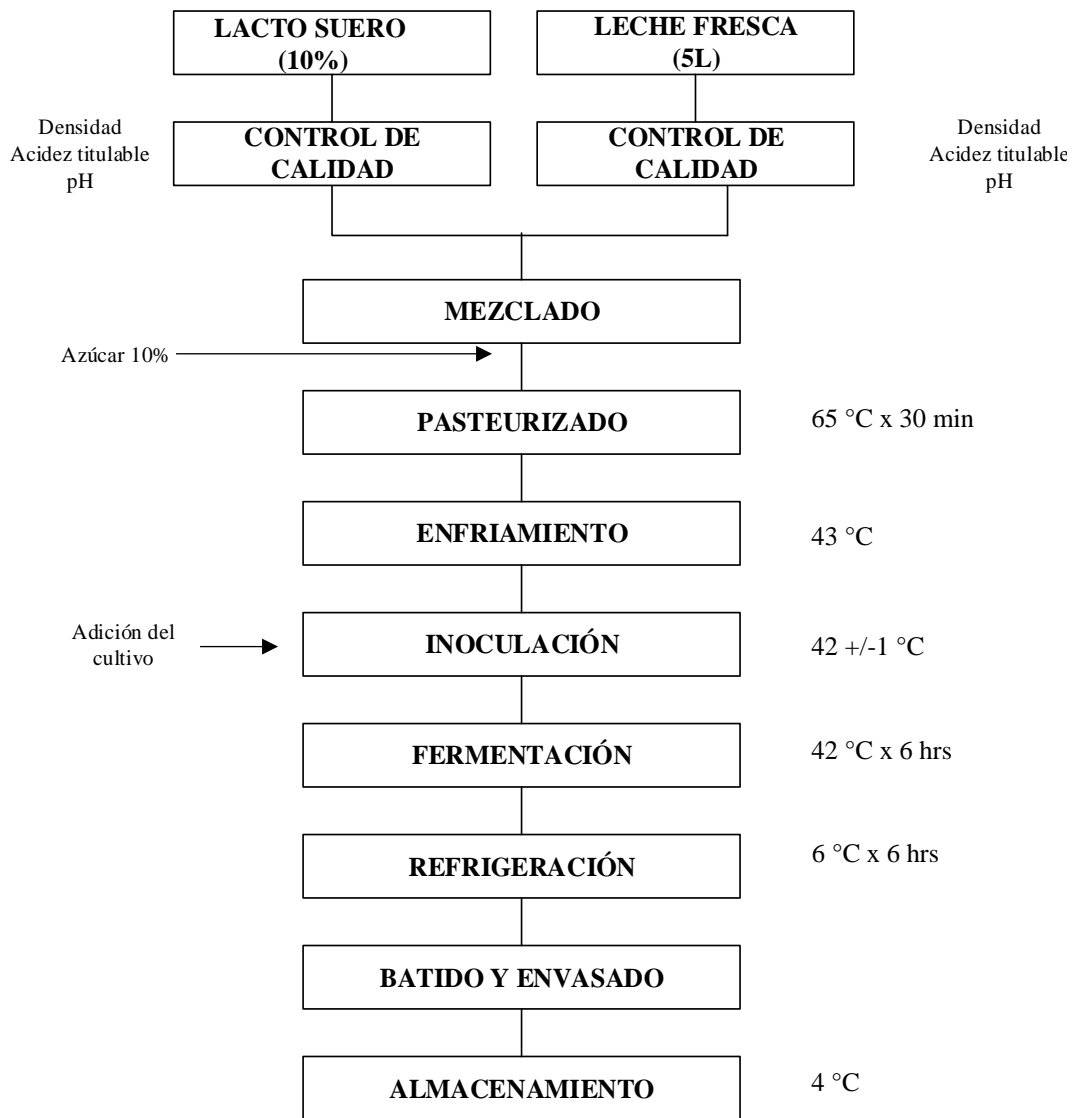 LACTO SUERO
(10%)
LECHE FRESCA
(5L)
Densidad
Acidez titulable
pH
CONTROL DE
CALIDAD
CONTROL DE
CALIDAD
Densidad
Acidez titulable
pH
MEZCLADO
Azúcar 10%
PASTEURIZADO
65 °C x 30 min
ENFRIAMIENTO
43 °C
Adición del
cultivo
INOCULACIÓN
42 +/-1 °C
FERMENTACIÓN
42 °C x 6 hrs
REFRIGERACIÓN
6 °C x 6 hrs
BATIDO Y ENVASADO
ALMACENAMIENTO
4 °C